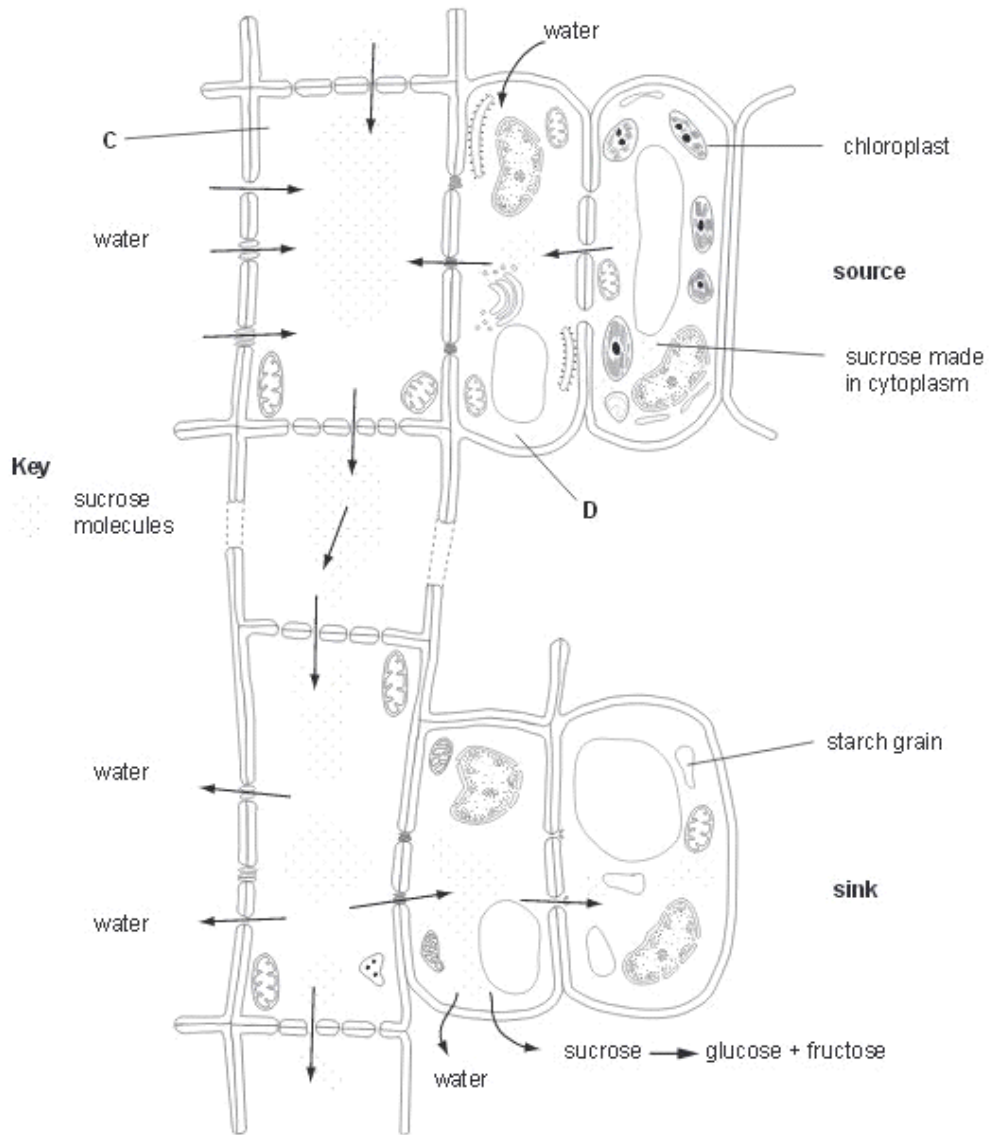 water
C
chloroplast
water
source
sucrose made
in cytoplasm
Key
sucrose
molecules
D
starch grain
water
sink
water
sucrose → glucose + fructose
water